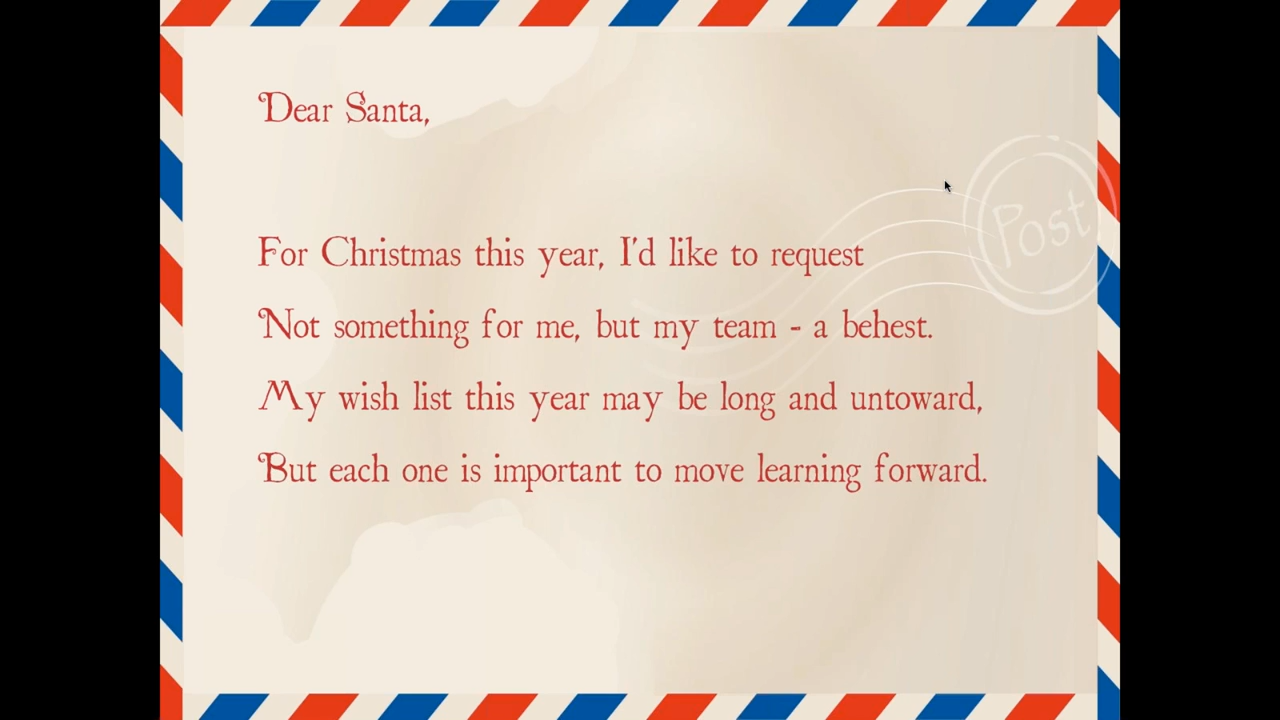 Dear Santa,
Post
For Christmas this year, I'd like to request
Not something for me, but my team - a behest.
My wish list this year may be long and untoward,
But each one is important to move learning forward.